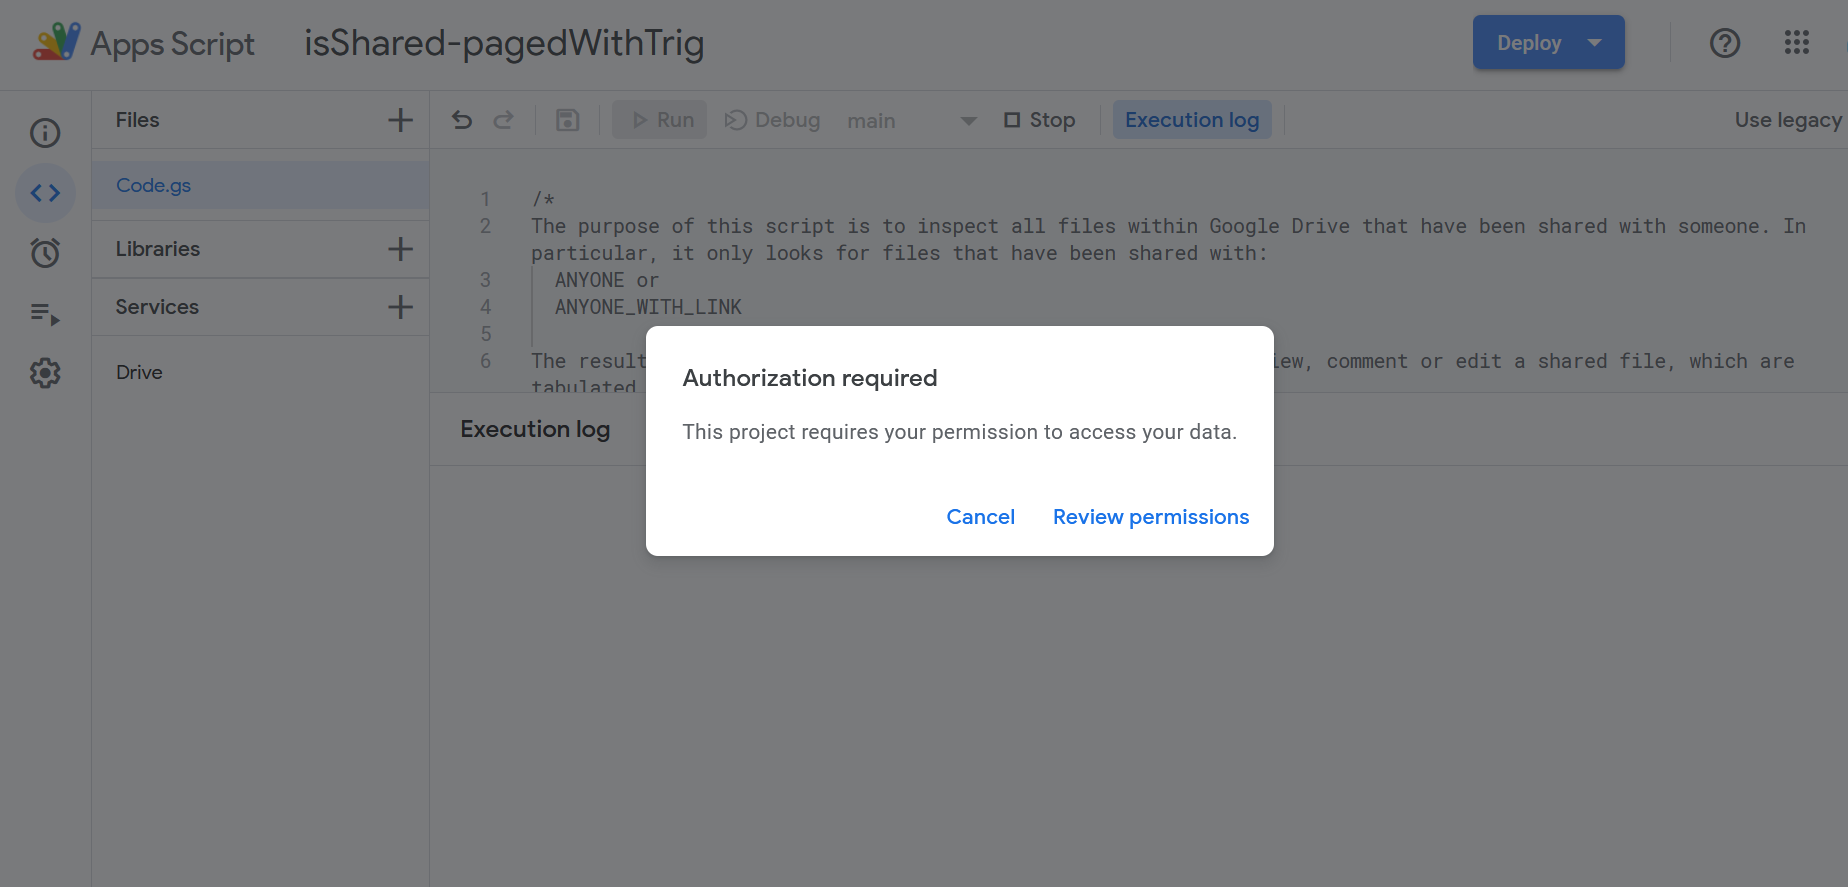 Apps Script
isShared-pagedWithTrig
Deploy
Files
Run
Debug
main
Stop
Execution log
Use legacy
Code.gs
Libraries
Services
Drive
1 /*
2 The purpose of this script is to inspect all files within Google Drive that have been shared with someone. In
particular, it only looks for files that have been shared with:
3 ANYONE or
4 ANYONE_WITH_LINK
5
6 The result
iew, comment or edit a shared file, which are
tabulated
Execution log
Authorization required
This project requires your permission to access your data.
Cancel
Review permissions